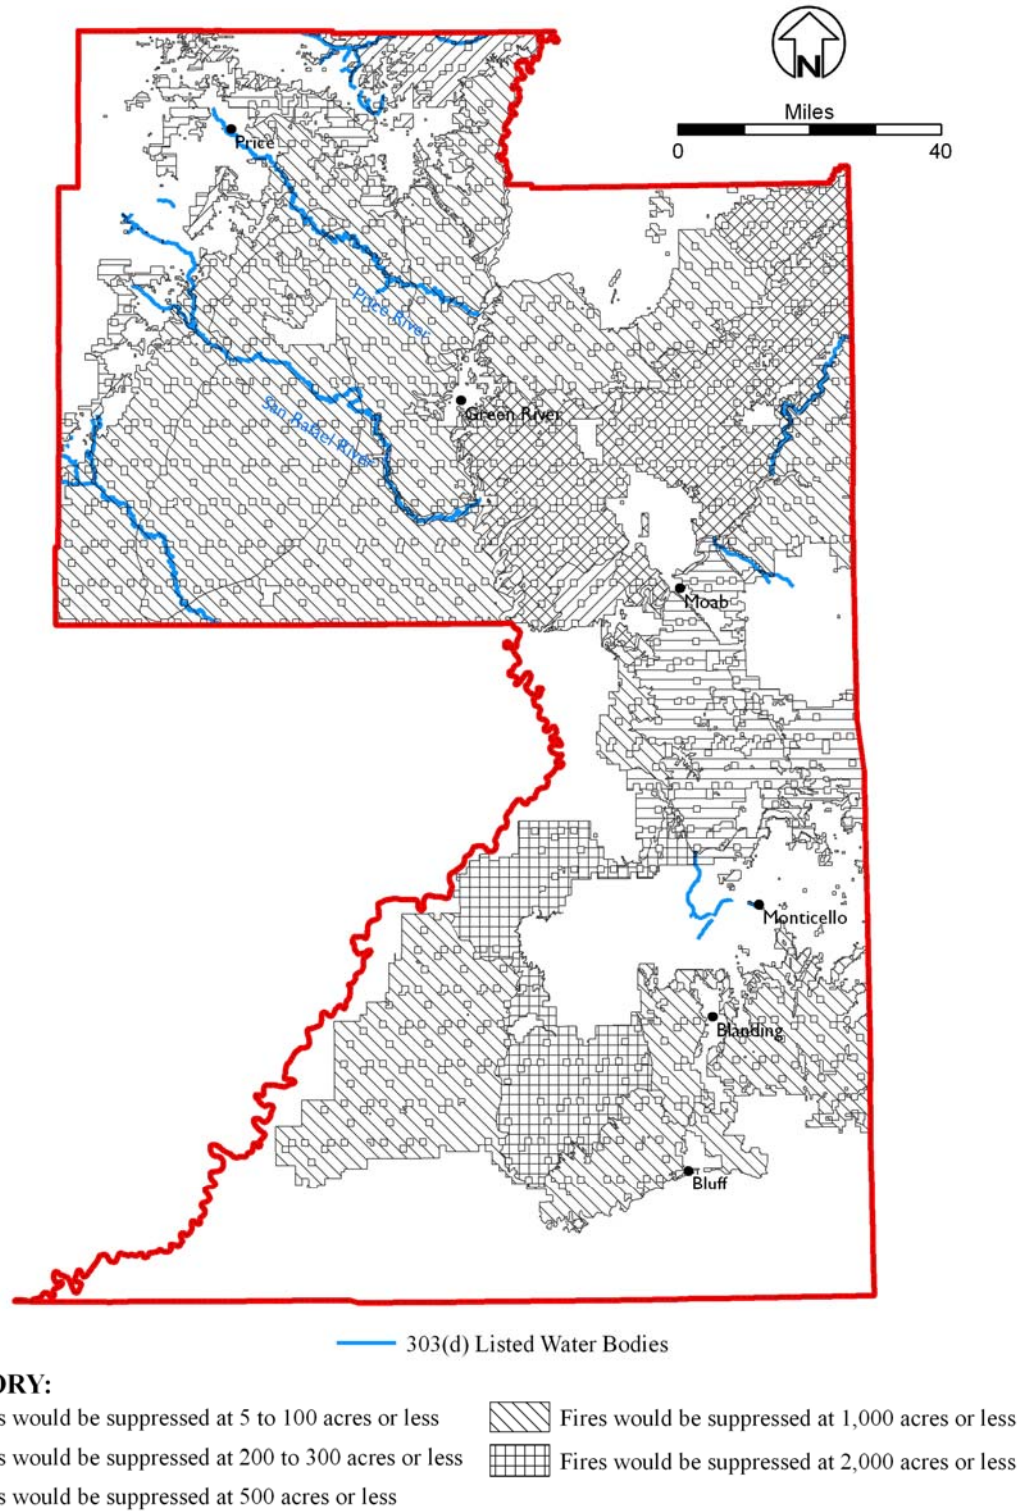 N
Miles
0 40
Price
Price River
Green River
San Rafael River
Moab
Monticello
Blanding
Bluff
303(d) Listed Water Bodies
ORY:
s would be suppressed at 5 to 100 acres or less
Fires would be suppressed at 1,000 acres or less
s would be suppressed at 200 to 300 acres or less
Fires would be suppressed at 2,000 acres or less
s would be suppressed at 500 acres or less